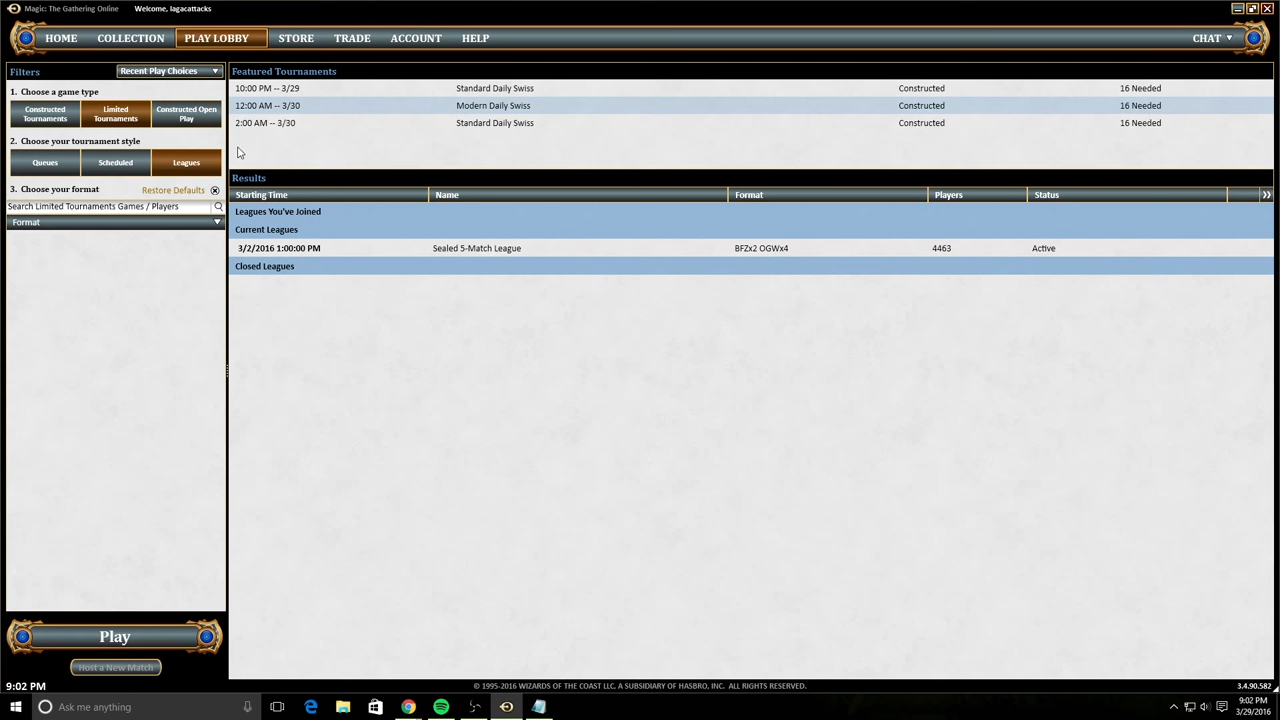 Magic: The Gathering Online Welcome, lagacattacks
HOME COLLECTION PLAY LOBBY STORE TRADE ACCOUNT HELP CHAT
Filters Recent Play Choices
1. Choose a game type
Constructed Tournaments Limited Tournaments Constructed Open Play
2. Choose your tournament style
Queues Scheduled Leagues
3. Choose your format Restore Defaults
Search Limited Tournaments Games / Players
Format
Featured Tournaments
10:00 PM -- 3/29 Standard Daily Swiss Constructed 16 Needed
12:00 AM -- 3/30 Modern Daily Swiss Constructed 16 Needed
2:00 AM -- 3/30 Standard Daily Swiss Constructed 16 Needed
Results
Starting Time Name Format Players Status
Leagues You've Joined
Current Leagues
3/2/2016 1:00:00 PM Sealed 5-Match League BFZx2 OGWx4 4463 Active
Closed Leagues
Play
Host a New Match
9:02 PM © 1995-2016 WIZARDS OF THE COAST LLC, A SUBSIDIARY OF HASBRO, INC. ALL RIGHTS RESERVED. 3.4.90.582
Ask me anything
9:02 PM
3/29/2016